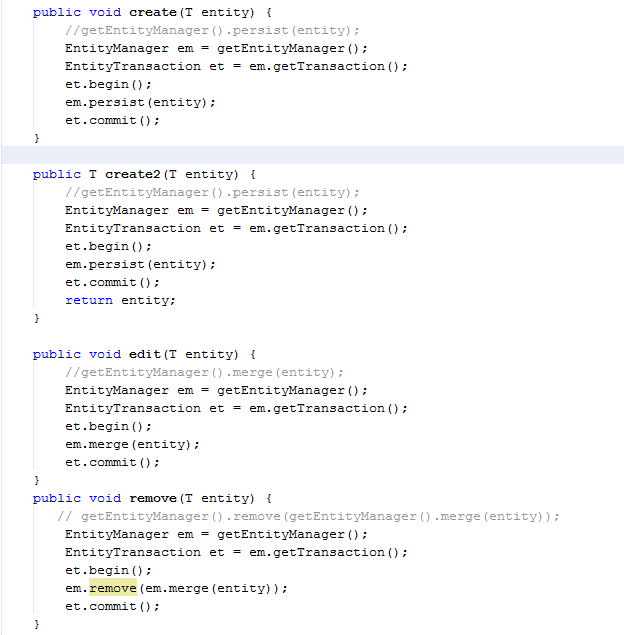 public void create(T entity) {
//getEntityManager().persist(entity);
EntityManager em = getEntityManager();
EntityTransaction et = em.getTransaction();
et.begin();
em.persist(entity);
et.commit();
}
public T create2(T entity) {
//getEntityManager().persist(entity);
EntityManager em = getEntityManager();
EntityTransaction et = em.getTransaction();
et.begin();
em.persist(entity);
et.commit();
return entity;
}
public void edit(T entity) {
//getEntityManager().merge(entity);
EntityManager em = getEntityManager();
EntityTransaction et = em.getTransaction();
et.begin();
em.merge(entity);
et.commit();
}
public void remove(T entity) {
// getEntityManager().remove(getEntityManager().merge(entity));
EntityManager em = getEntityManager();
EntityTransaction et = em.getTransaction();
et.begin();
em.remove(em.merge(entity));
et.commit();
}